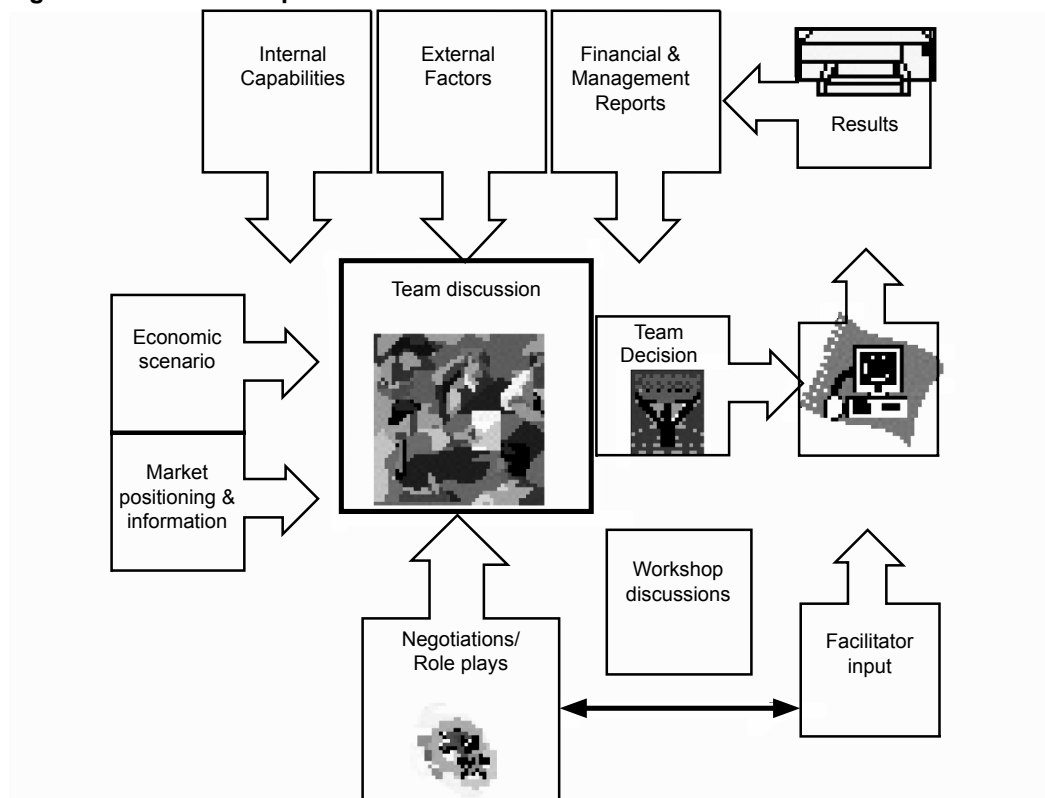 Internal
Capabilities
External
Factors
Financial &
Management
Reports
Results
Economic
scenario
Team discussion
Team
Decision
Market
positioning &
information
Workshop
discussions
Negotiations/
Role plays
Facilitator
input